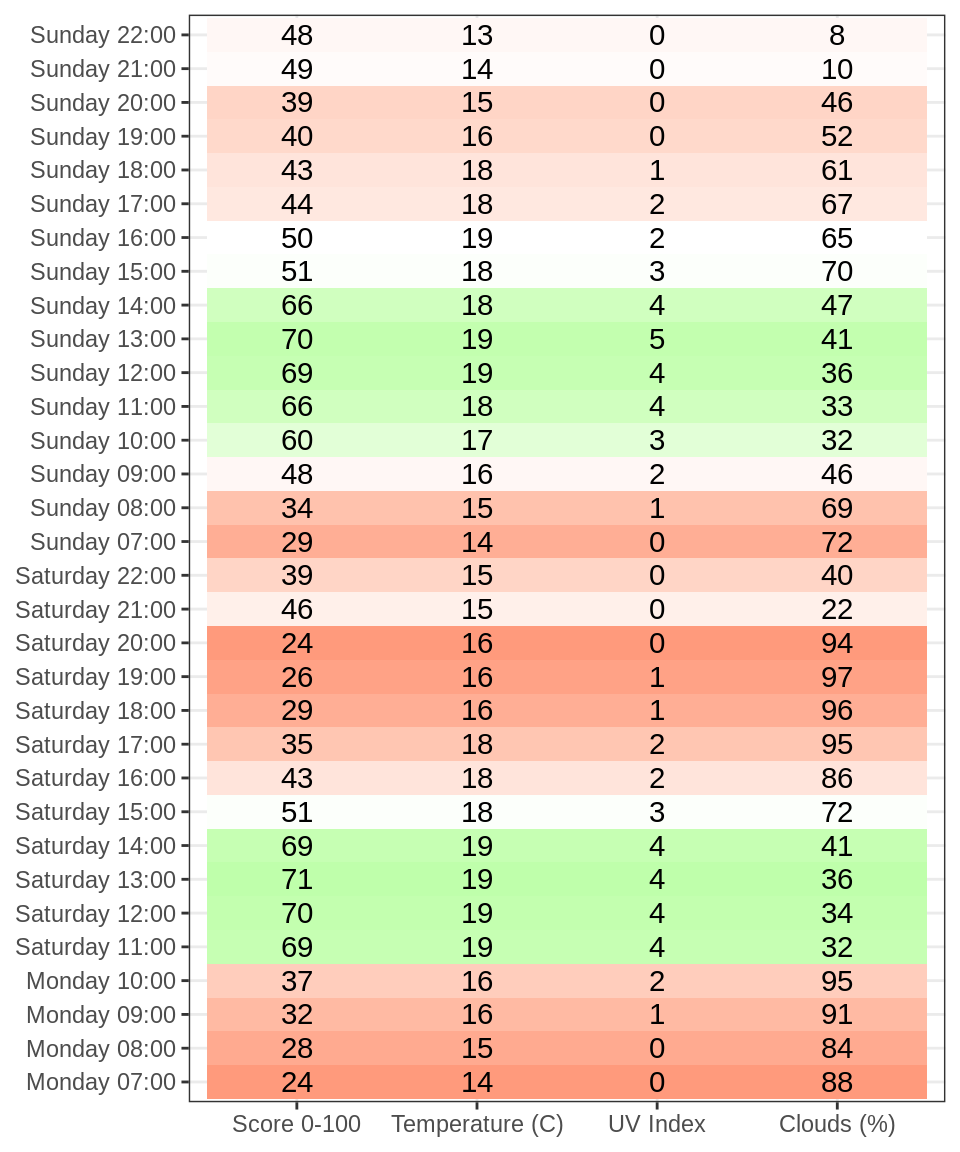 Sunday 22:00 48 13 0 8
Sunday 21:00 49 14 0 10
Sunday 20:00 39 15 0 46
Sunday 19:00 40 16 0 52
Sunday 18:00 43 18 1 61
Sunday 17:00 44 18 2 67
Sunday 16:00 50 19 2 65
Sunday 15:00 51 18 3 70
Sunday 14:00 66 18 4 47
Sunday 13:00 70 19 5 41
Sunday 12:00 69 19 4 36
Sunday 11:00 66 18 4 33
Sunday 10:00 60 17 3 32
Sunday 09:00 48 16 2 46
Sunday 08:00 34 15 1 69
Sunday 07:00 29 14 0 72
Saturday 22:00 39 15 0 40
Saturday 21:00 46 15 0 22
Saturday 20:00 24 16 0 94
Saturday 19:00 26 16 1 97
Saturday 18:00 29 16 1 96
Saturday 17:00 35 18 2 95
Saturday 16:00 43 18 2 86
Saturday 15:00 51 18 3 72
Saturday 14:00 69 19 4 41
Saturday 13:00 71 19 4 36
Saturday 12:00 70 19 4 34
Saturday 11:00 69 19 4 32
Monday 10:00 37 16 2 95
Monday 09:00 32 16 1 91
Monday 08:00 28 15 0 84
Monday 07:00 24 14 0 88
Score 0-100 Temperature (C) UV Index Clouds (%)